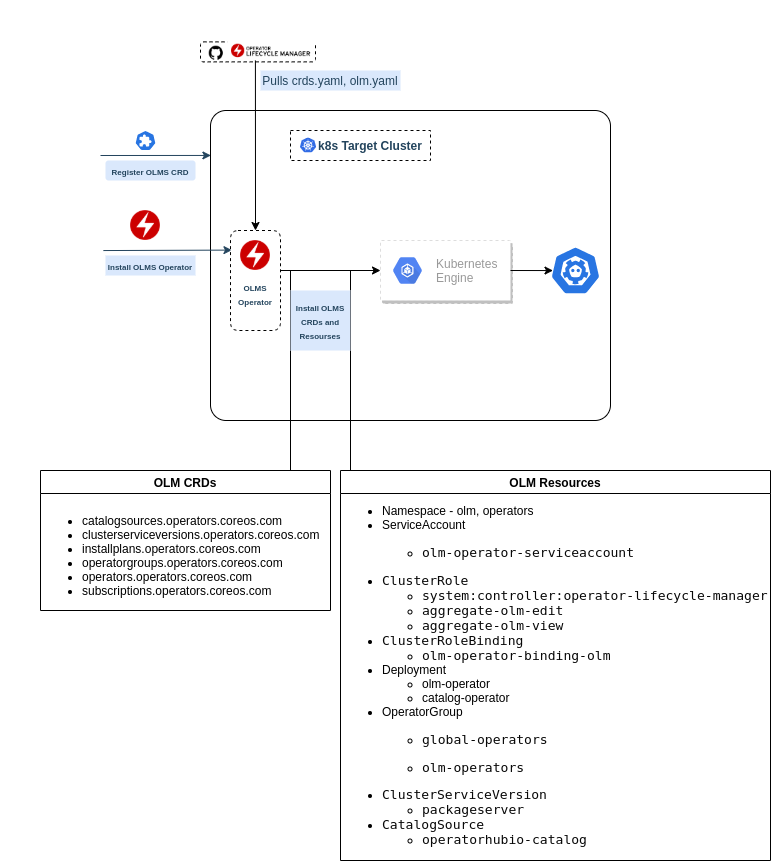 OPERATOR
LIFECYCLE MANAGER
Pulls crds.yaml, olm.yaml
k8s Target Cluster
Register OLMS CRD
Install OLMS Operator
OLMS
Operator
Kubernetes
Engine
Install OLMS
CRDs and
Resourses
OLM CRDs
catalogsources.operators.coreos.com
clusterserviceversions.operators.coreos.com
installplans.operators.coreos.com
operatorgroups.operators.coreos.com
operators.operators.coreos.com
subscriptions.operators.coreos.com
OLM Resources
Namespace - olm, operators
ServiceAccount
olm-operator-serviceaccount
ClusterRole
system:controller:operator-lifecycle-manager
aggregate-olm-edit
aggregate-olm-view
ClusterRoleBinding
olm-operator-binding-olm
Deployment
olm-operator
catalog-operator
OperatorGroup
global-operators
olm-operators
ClusterServiceVersion
packageserver
CatalogSource
operatorhubio-catalog